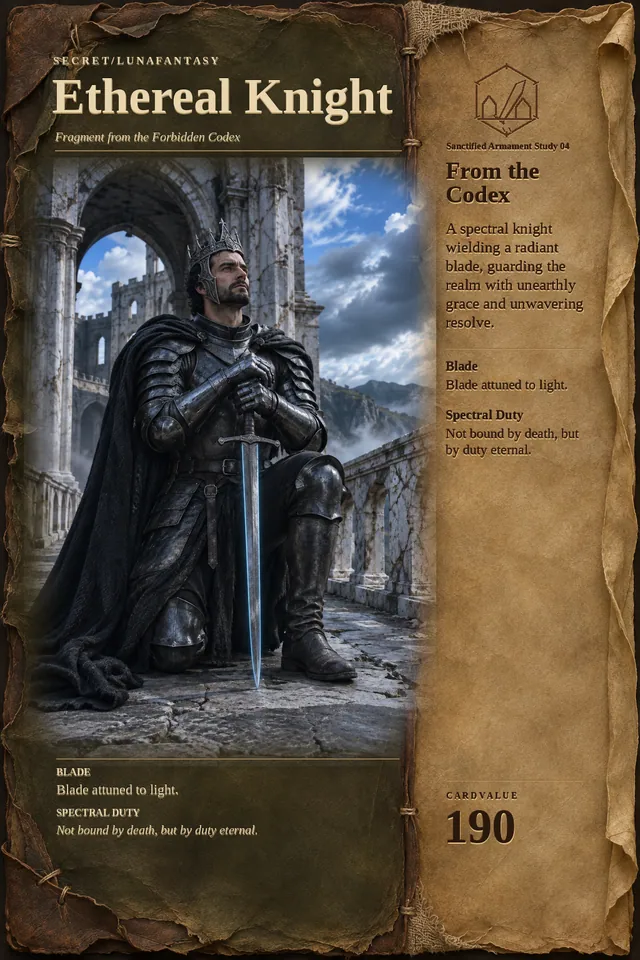 SECRET/LUNAFANTASY
Ethereal Knight
Fragment from the Forbidden Codex
BLADE
Blade attuned to light.
SPECTRAL DUTY
Not bound by death, but by duty eternal.
Sanctified Armament Study 04
From the
Codex
A spectral knight
wielding a radiant
blade, guarding the
realm with unearthly
grace and unwavering
resolve.
Blade
Blade attuned to light.
Spectral Duty
Not bound by death, but
by duty eternal.
CARDVALUE
190